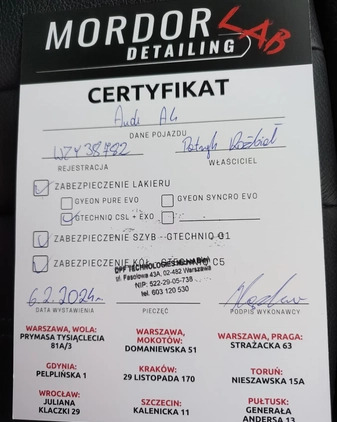 MORDOR LAB
DETAILING
CERTYFIKAT
Audi A4
DANE POJAZDU
WZY38782 Patryk
REJESTRACJA WŁAŚCICIEL
ZABEZPIECZENIE LAKIERU
GYEON PURE EVO GYEON SYNCRO EVO
GTECHNIQ CSL + EXO
ZABEZPIECZENIE SZYB - GTECHNIQ G1
ZABEZPIECZENIE KÓŁ - C5
DPF TECHNOLOGIES
ul. Fasolowa 43A, 02-482 Warszawa
NIP: 522-29-05-738
tel. 603 120 530
6.2.2024r.
DATA WYSTAWIENIA PIECZĘĆ PODPIS WYKONAWCY
WARSZAWA, WOLA:
PRYMASA TYSIĄCLECIA
81A/3
WARSZAWA,
MOKOTÓW:
DOMANIEWSKA 51
WARSZAWA, PRAGA:
STRAŻACKA 63
GDYNIA:
PELPLIŃSKA 1
KRAKÓW:
29 LISTOPADA 170
TORUŃ:
NIESZAWSKA 15A
WROCŁAW:
JULIANA
KLACZKI 29
SZCZECIN:
KALENICKA 11
PUŁTUSK:
GENERAŁA
ANDERSA 13